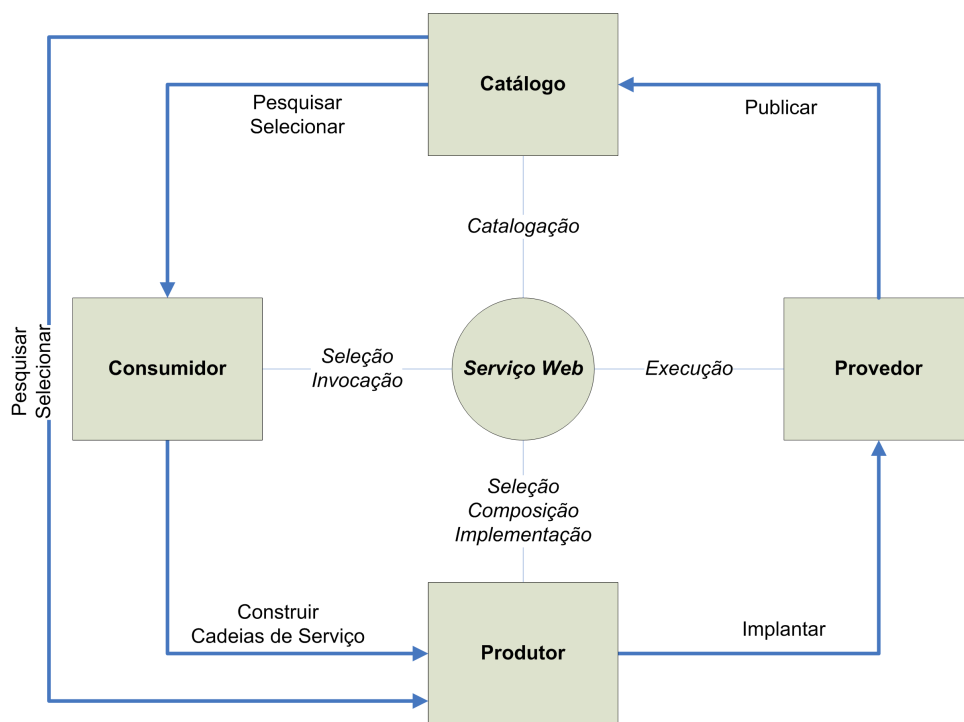 Catálogo
Pesquisar
Selecionar
Publicar
Catalogação
Pesquisar
Selecionar
Consumidor
Seleção
Invocação
Serviço Web
Execução
Provedor
Seleção
Composição
Implementação
Construir
Cadeias de Serviço
Produtor
Implantar